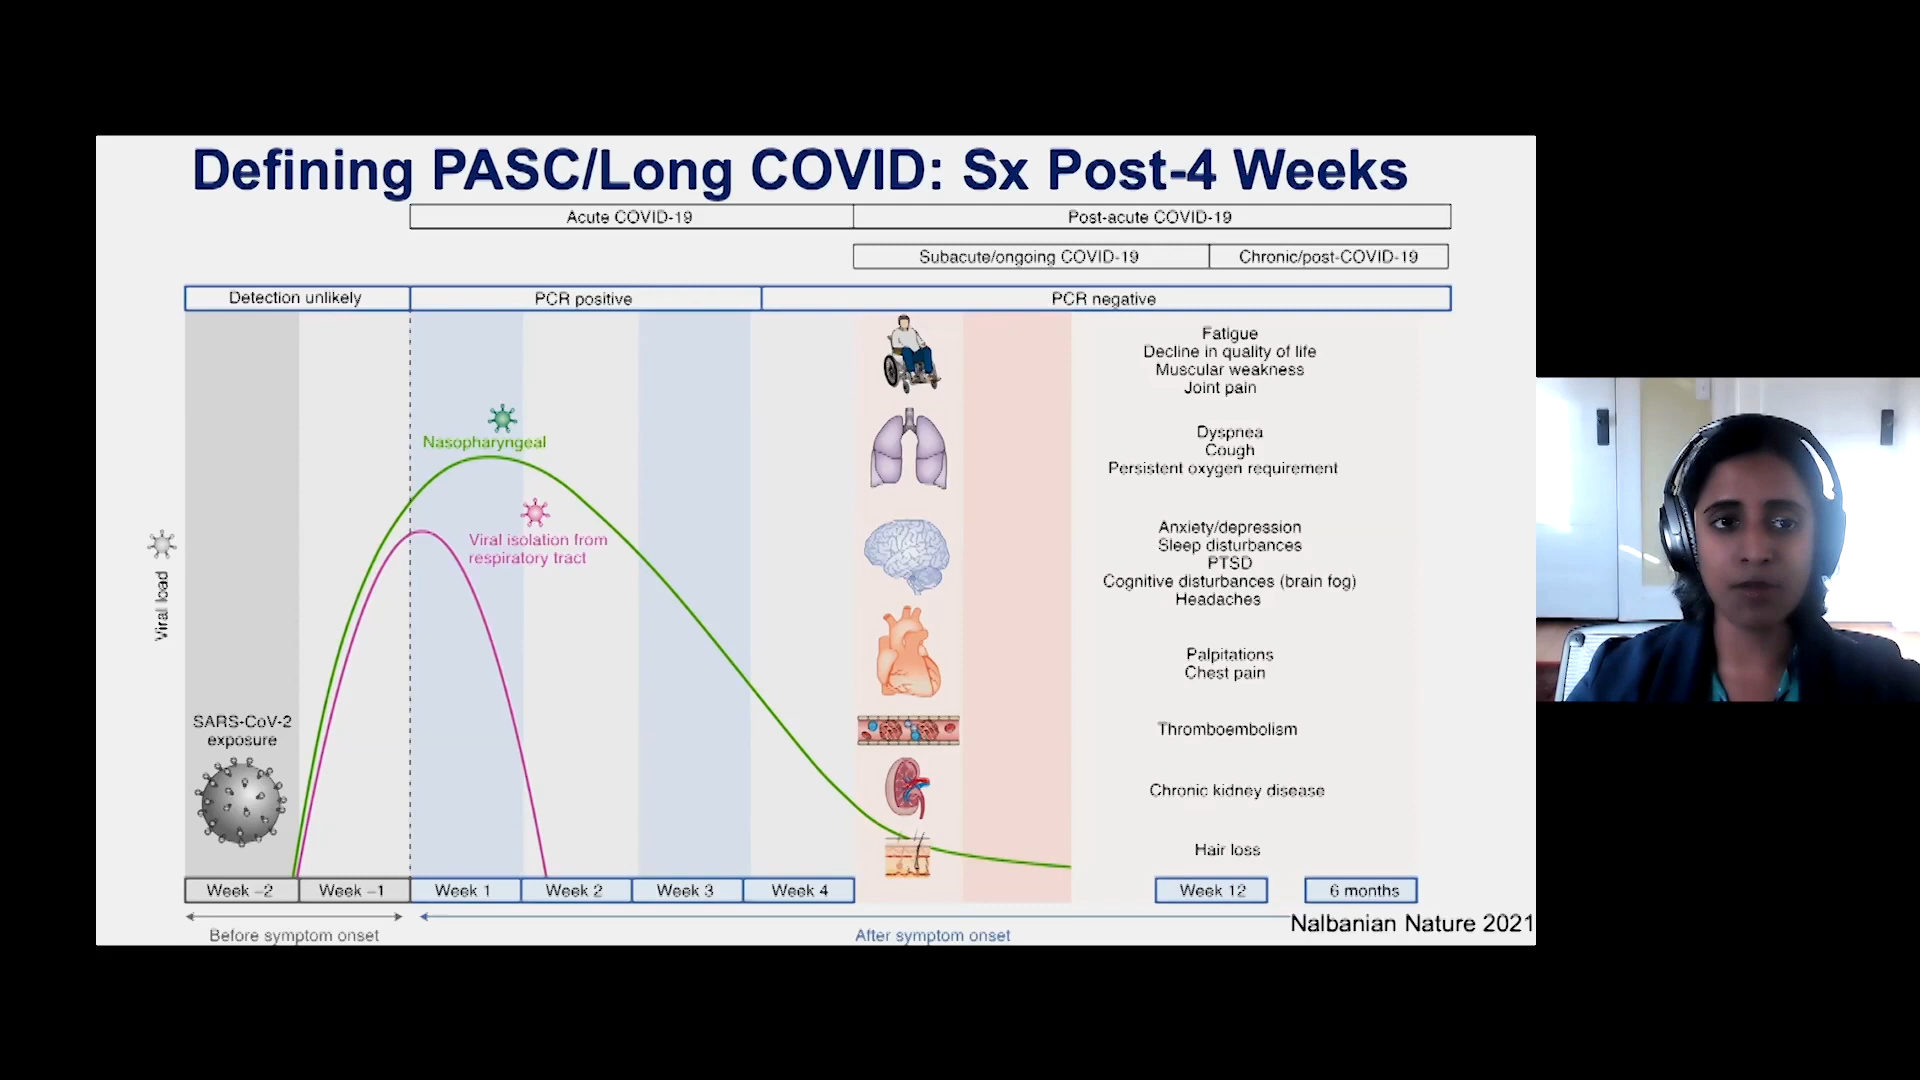 Defining PASC/Long COVID: Sx Post-4 Weeks
Acute COVID-19
Post-acute COVID-19
Subacute/ongoing COVID-19
Chronic/post-COVID-19
Detection unlikely
PCR positive
PCR negative
Fatigue
Decline in quality of life
Muscular weakness
Joint pain
Nasopharyngeal
Dyspnea
Cough
Persistent oxygen requirement
Viral isolation from
respiratory tract
Viral load
Anxiety/depression
Sleep disturbances
PTSD
Cognitive disturbances (brain fog)
Headaches
Palpitations
Chest pain
SARS-CoV-2
exposure
Thromboembolism
Chronic kidney disease
Hair loss
Week –2
Week –1
Week 1
Week 2
Week 3
Week 4
Week 12
6 months
Before symptom onset
After symptom onset
Nalbanian Nature 2021